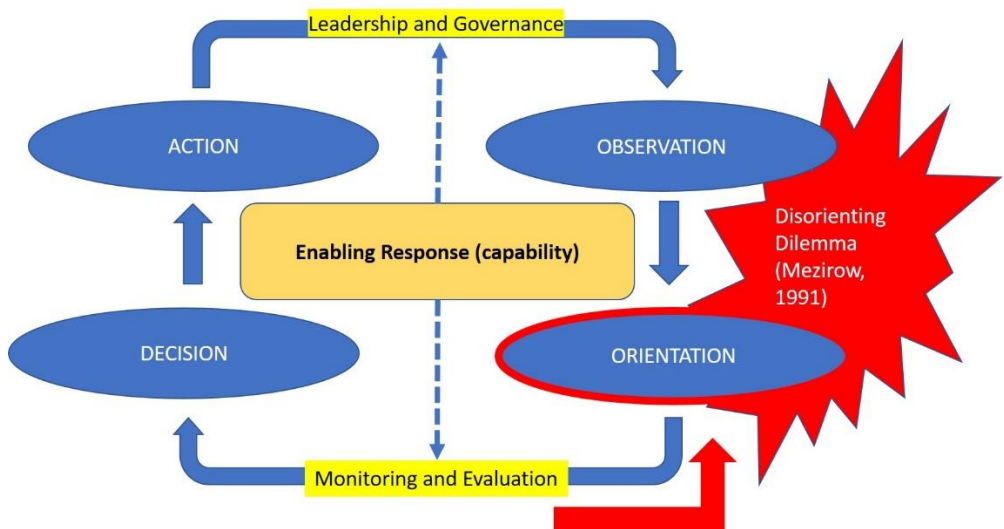 Leadership and Governance
ACTION
OBSERVATION
Disorienting
Dilemma
(Mezirow,
1991)
Enabling Response (capability)
DECISION
ORIENTATION
Monitoring and Evaluation